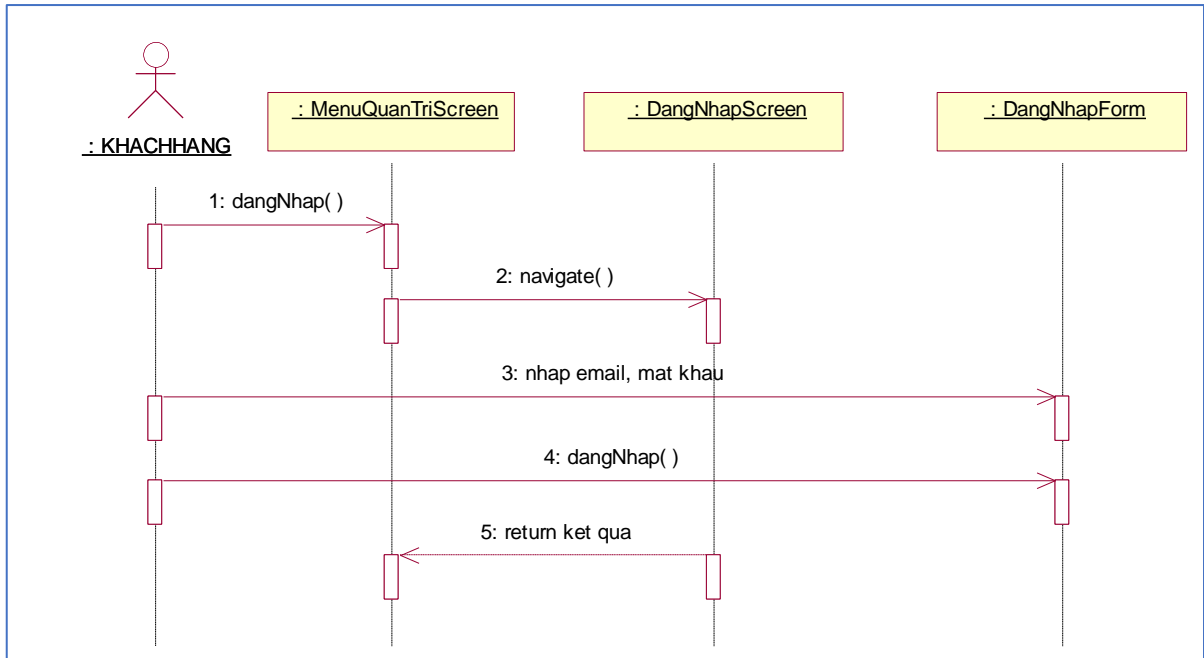 : KHACHHANG
: MenuQuanTriScreen
: DangNhapScreen
: DangNhapForm
1: dangNhap( )
2: navigate( )
3: nhap email, mat khau
4: dangNhap( )
5: return ket qua